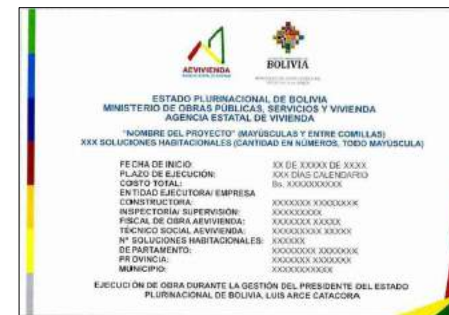 AEVIVIENDA
BOLIVIA
ESTADO PLURINACIONAL DE BOLIVIA
MINISTERIO DE OBRAS PÚBLICAS, SERVICIOS Y VIVIENDA
AGENCIA ESTATAL DE VIVIENDA
"NOMBRE DEL PROYECTO" (MAYÚSCULAS Y ENTRE COMILLAS)
XXX SOLUCIONES HABITACIONALES (CANTIDAD EN NÚMEROS, TODO MAYÚSCULA)
FECHA DE INICIO: XX DE XXXXX DE XXXX
PLAZO DE EJECUCIÓN: XXX DÍAS CALENDARIO
COSTO TOTAL: Bs. XXXXXXXXXX
ENTIDAD EJECUTORA/ EMPRESA
CONSTRUCTORA: XXXXXXX XXXXXXXX
INSPECTORÍA/ SUPERVISIÓN: XXXXXXXXX
FISCAL DE OBRA AEVIVIENDA: XXXXXXXX XXXXX
TÉCNICO SOCIAL AEVIVIENDA: XXXXXXXXX XXXXX
N° SOLUCIONES HABITACIONALES: XXXXXX
DEPARTAMENTO: XXXXXXXX XXXXXXX
PROVINCIA: XXXXXXX XXXXXXX
MUNICIPIO: XXXXXXXXXXX
EJECUCIÓN DE OBRA DURANTE LA GESTIÓN DEL PRESIDENTE DEL ESTADO
PLURINACIONAL DE BOLIVIA, LUIS ARCE CATACORA